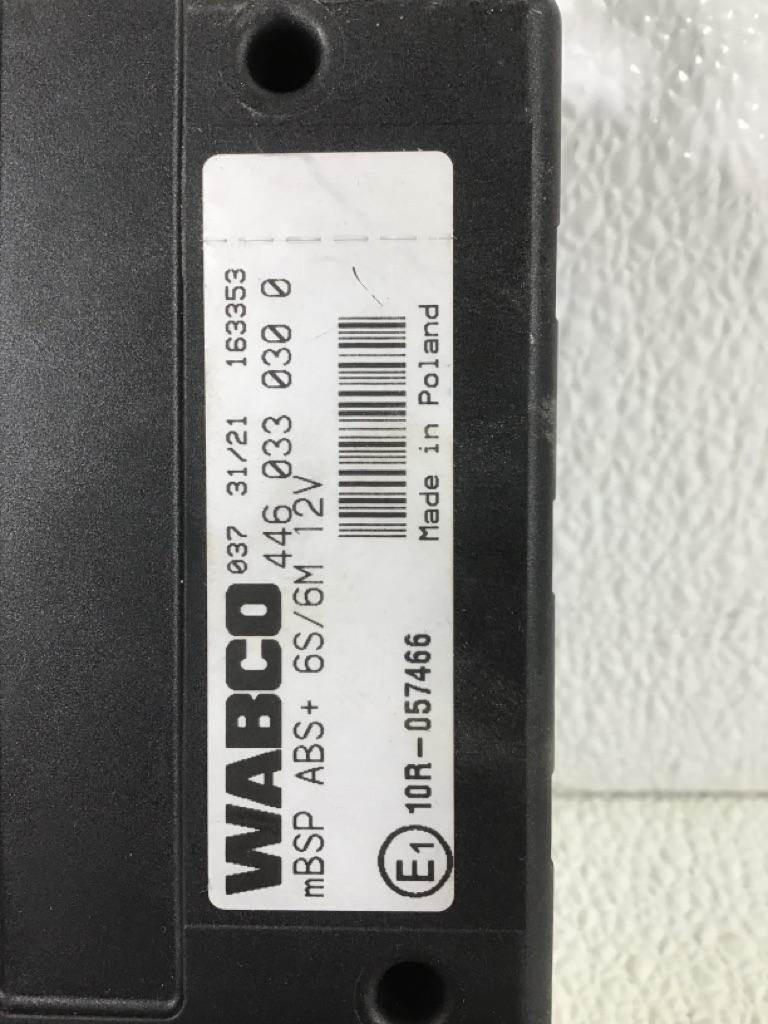 037 31/21 163353
WABCO 446 033 030 0
mBSP ABS+ 6S/6M 12V
E1 10R-057466 Made in Poland